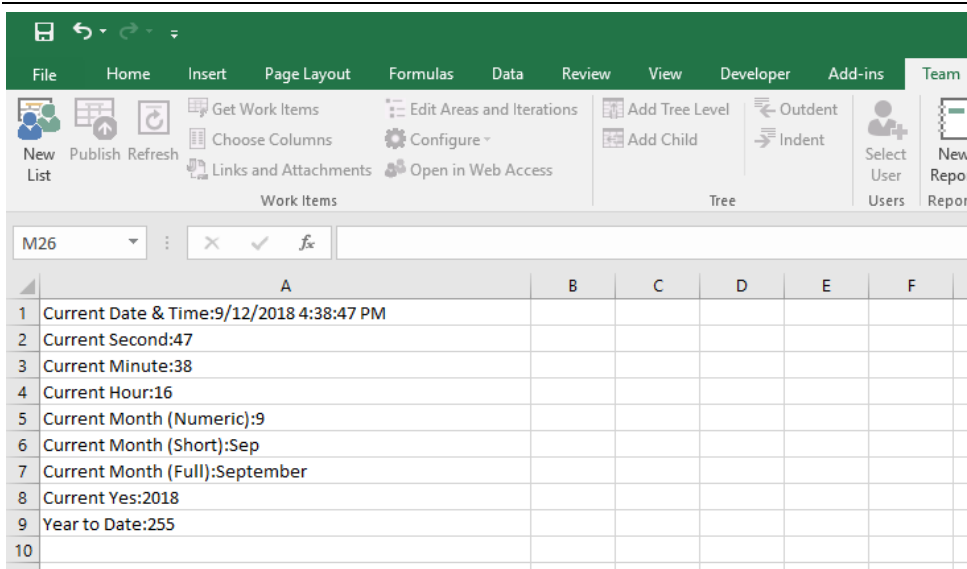 File Home Insert Page Layout Formulas Data Review View Developer Add-ins Team
Get Work Items Edit Areas and Iterations Add Tree Level Outdent
Choose Columns Configure Add Child Indent
New List Publish Refresh Links and Attachments Open in Web Access Select User New Repo
Work Items Tree Users Repor
M26 fx
A B C D E F
1 Current Date & Time:9/12/2018 4:38:47 PM
2 Current Second:47
3 Current Minute:38
4 Current Hour:16
5 Current Month (Numeric):9
6 Current Month (Short):Sep
7 Current Month (Full):September
8 Current Yes:2018
9 Year to Date:255
10